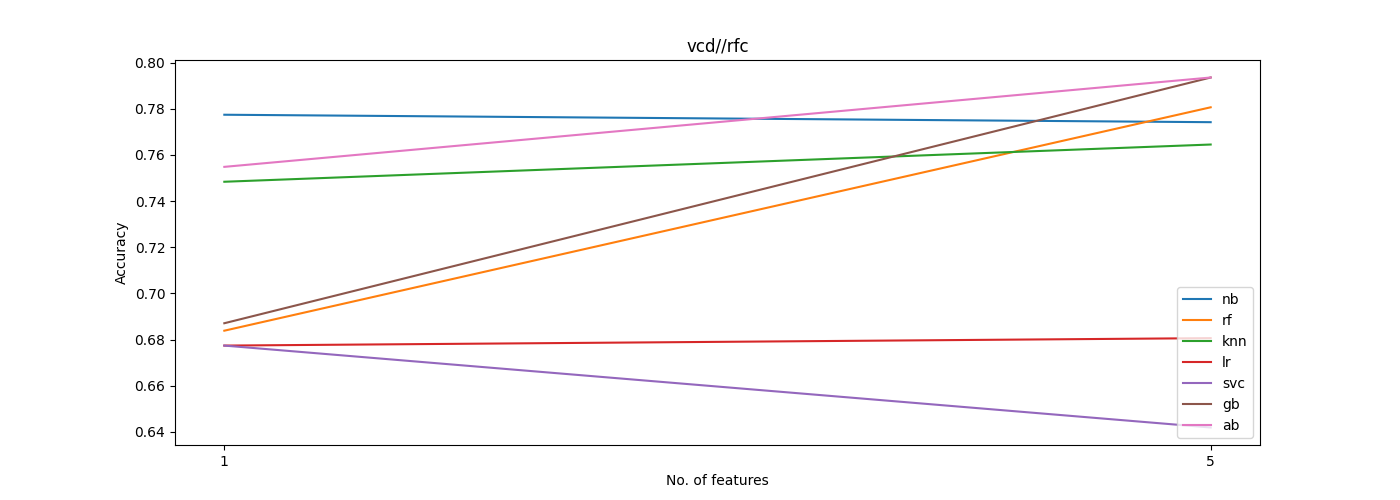 vcd//rfc
0.80
0.78
0.76
0.74
0.72
0.70
0.68
0.66
0.64
Accuracy
1
5
No. of features
nb
rf
knn
lr
svc
gb
ab